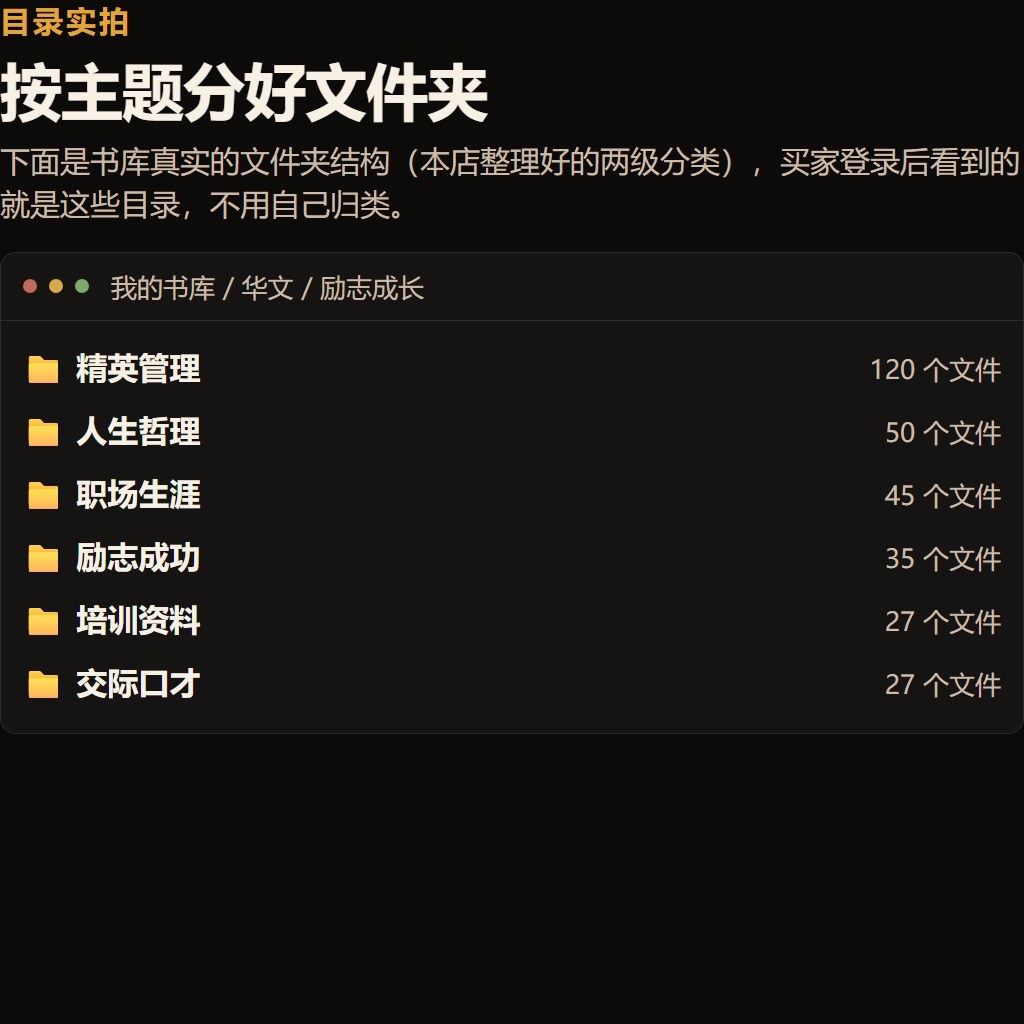 目录实拍
按主题分好文件夹
下面是书库真实的文件夹结构（本店整理好的两级分类），买家登录后看到的
就是这些目录，不用自己归类。
我的书库 / 华文 / 励志成长
精英管理 120 个文件
人生哲理 50 个文件
职场生涯 45 个文件
励志成功 35 个文件
培训资料 27 个文件
交际口才 27 个文件